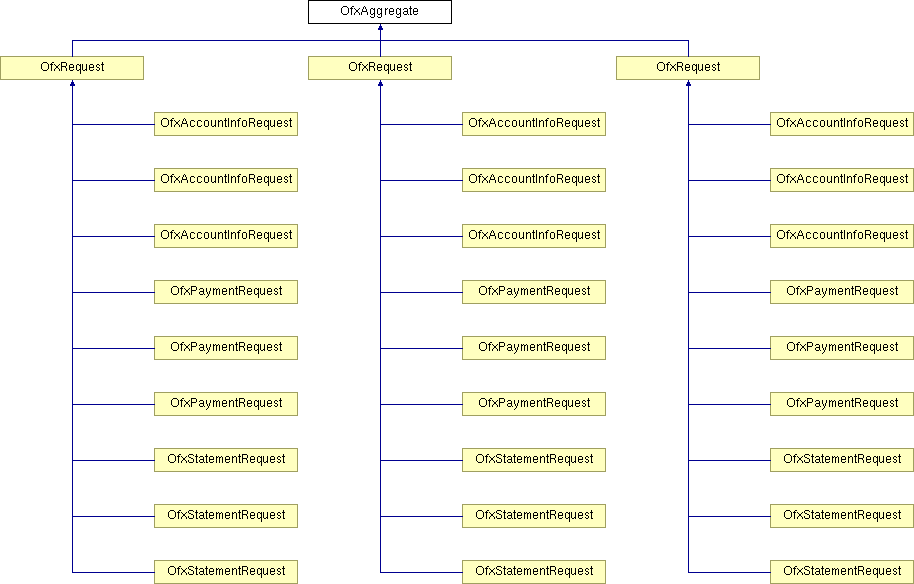 OfxAggregate
OfxRequest OfxRequest OfxRequest
OfxAccountInfoRequest OfxAccountInfoRequest OfxAccountInfoRequest
OfxAccountInfoRequest OfxAccountInfoRequest OfxAccountInfoRequest
OfxAccountInfoRequest OfxAccountInfoRequest OfxAccountInfoRequest
OfxPaymentRequest OfxPaymentRequest OfxPaymentRequest
OfxPaymentRequest OfxPaymentRequest OfxPaymentRequest
OfxPaymentRequest OfxPaymentRequest OfxPaymentRequest
OfxStatementRequest OfxStatementRequest OfxStatementRequest
OfxStatementRequest OfxStatementRequest OfxStatementRequest
OfxStatementRequest OfxStatementRequest OfxStatementRequest